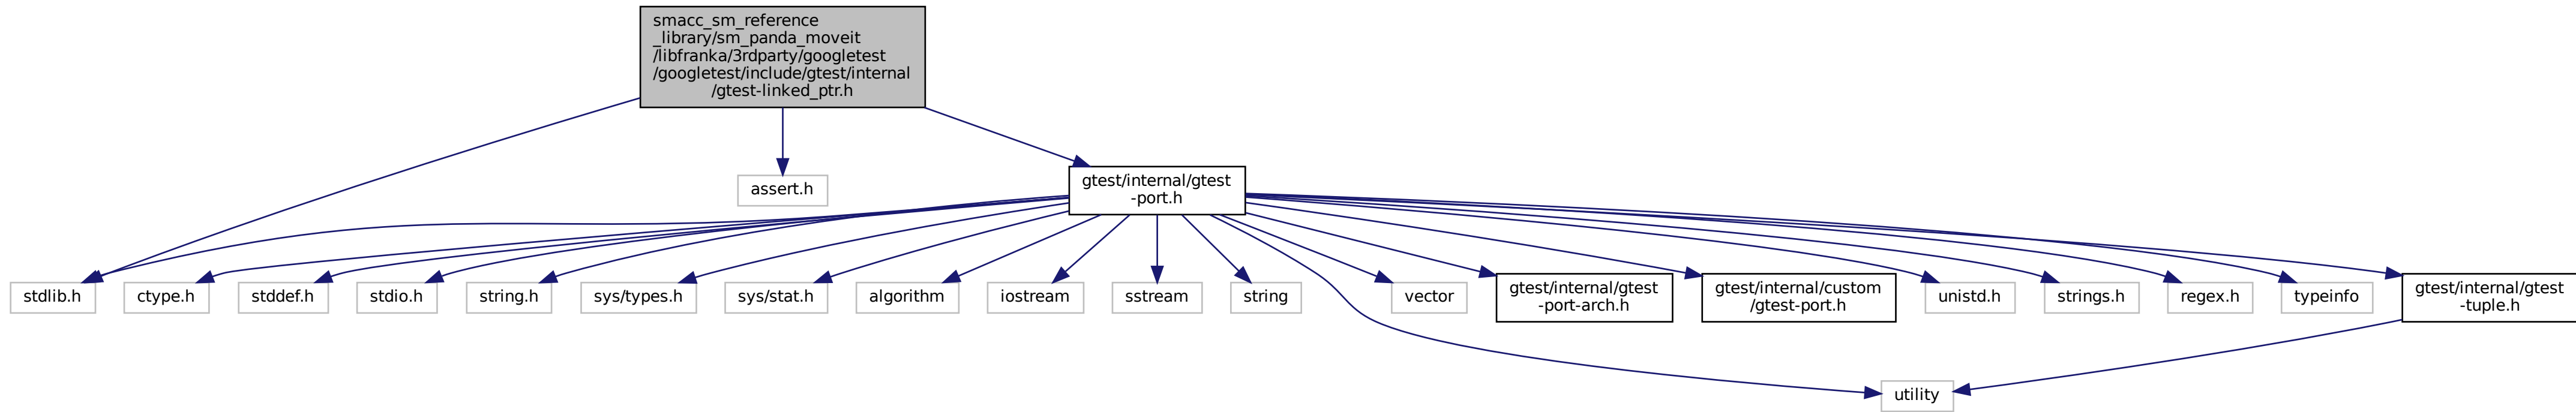 smacc_sm_reference
_library/sm_panda_moveit
/libfranka/3rdparty/googletest
/googletest/include/gtest/internal
/gtest-linked_ptr.h
assert.h
gtest/internal/gtest
-port.h
stdlib.h
ctype.h
stddef.h
stdio.h
string.h
sys/types.h
sys/stat.h
algorithm
iostream
sstream
string
vector
gtest/internal/gtest
-port-arch.h
gtest/internal/custom
/gtest-port.h
unistd.h
strings.h
regex.h
typeinfo
gtest/internal/gtest
-tuple.h
utility